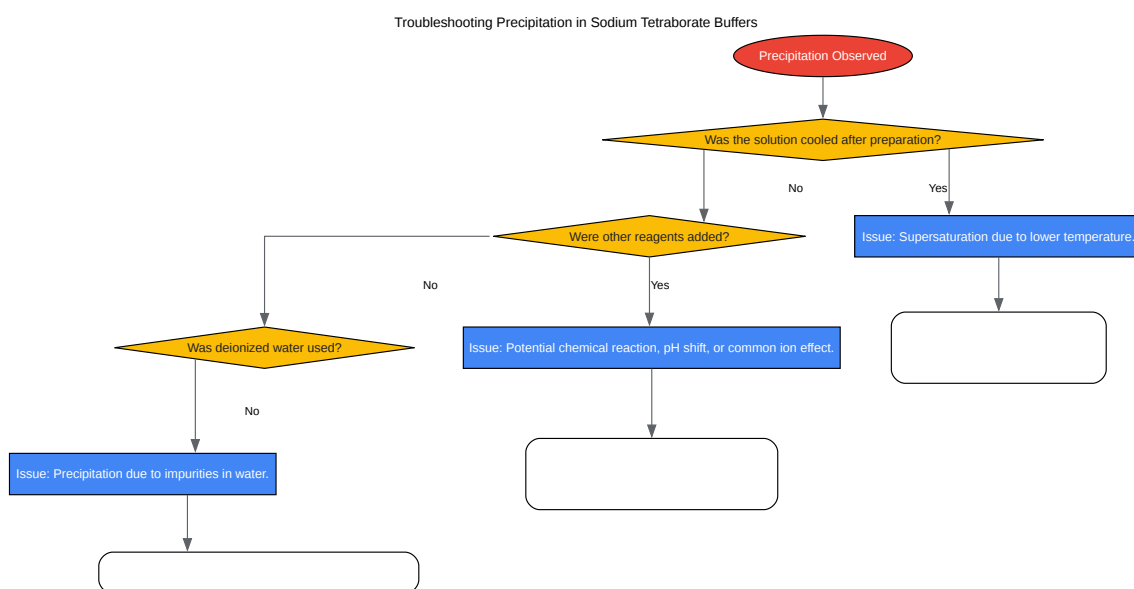 Troubleshooting Precipitation in Sodium Tetraborate Buffers
Precipitation Observed
Was the solution cooled after preparation?
No
Yes
Were other reagents added?
Issue: Supersaturation due to lower temperature.
No
Yes
Was deionized water used?
Issue: Potential chemical reaction, pH shift, or common ion effect.
No
Issue: Precipitation due to impurities in water.